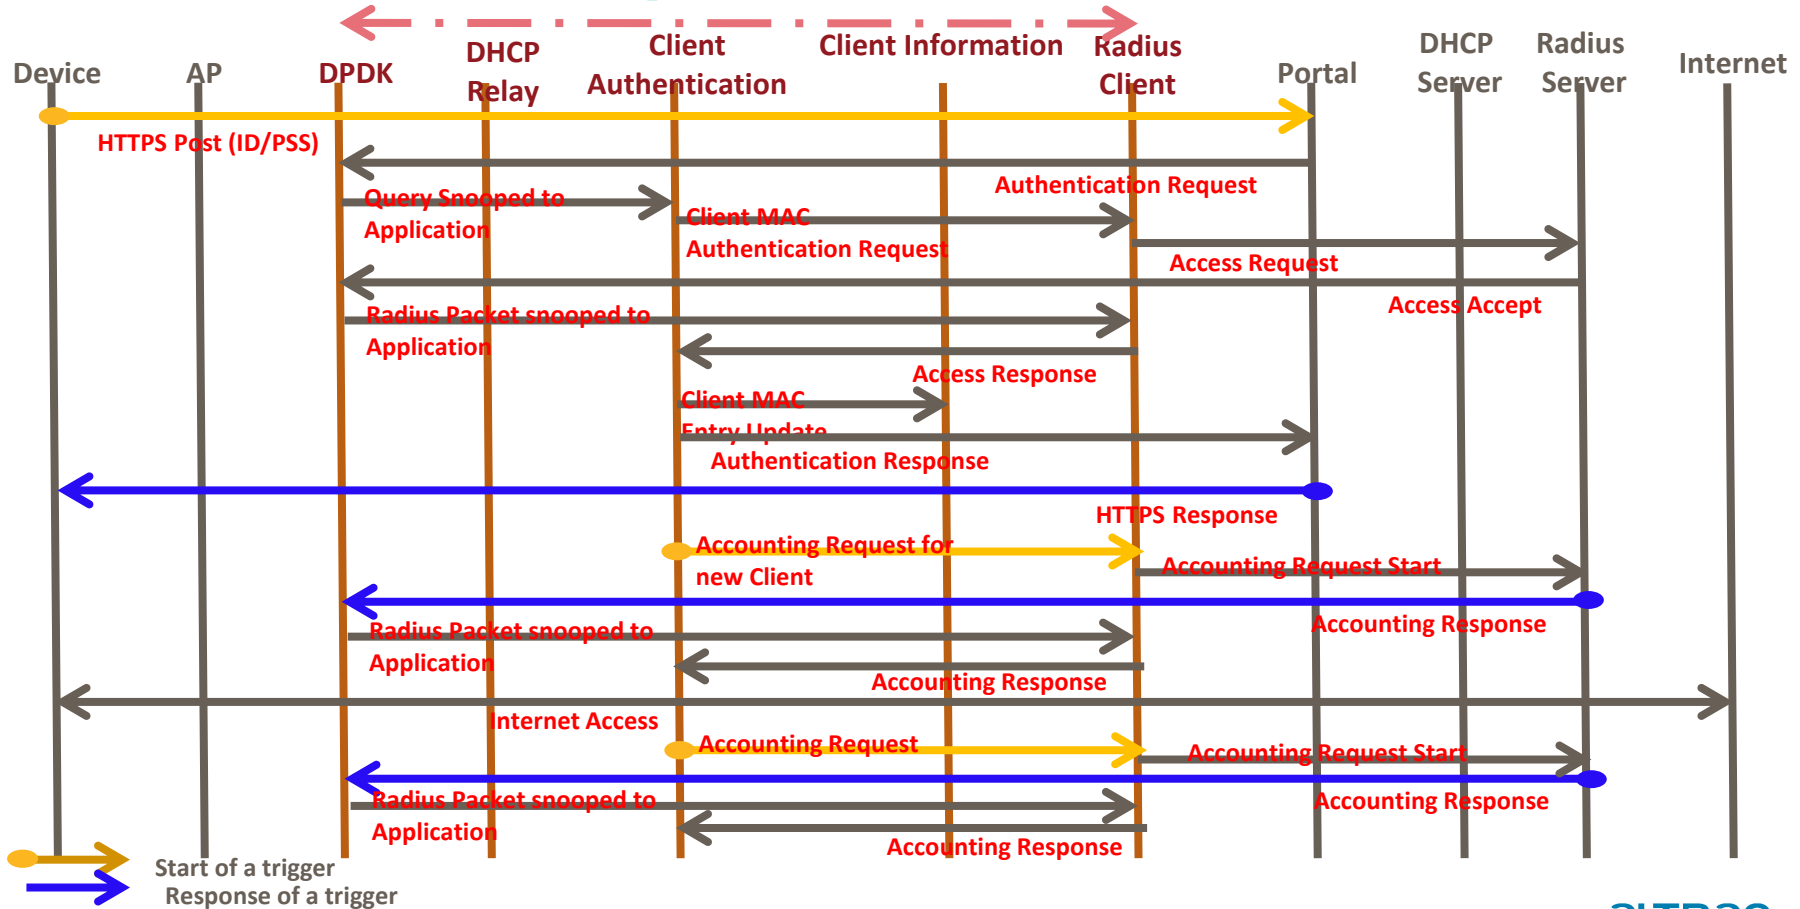 Device
AP
DPDK
DHCP
Relay
Client
Authentication
Client Information
Radius
Client
Portal
DHCP
Server
Radius
Server
Internet
HTTPS Post (ID/PSS)
Authentication Request
Query Snooped to
Application
Client MAC
Authentication Request
Access Request
Access Accept
Radius Packet snooped to
Application
Access Response
Client MAC
Entry Update
Authentication Response
HTTPS Response
Accounting Request for
new Client
Accounting Request Start
Accounting Response
Radius Packet snooped to
Application
Accounting Response
Internet Access
Accounting Request
Accounting Request Start
Accounting Response
Radius Packet snooped to
Application
Accounting Response
Start of a trigger
Response of a trigger